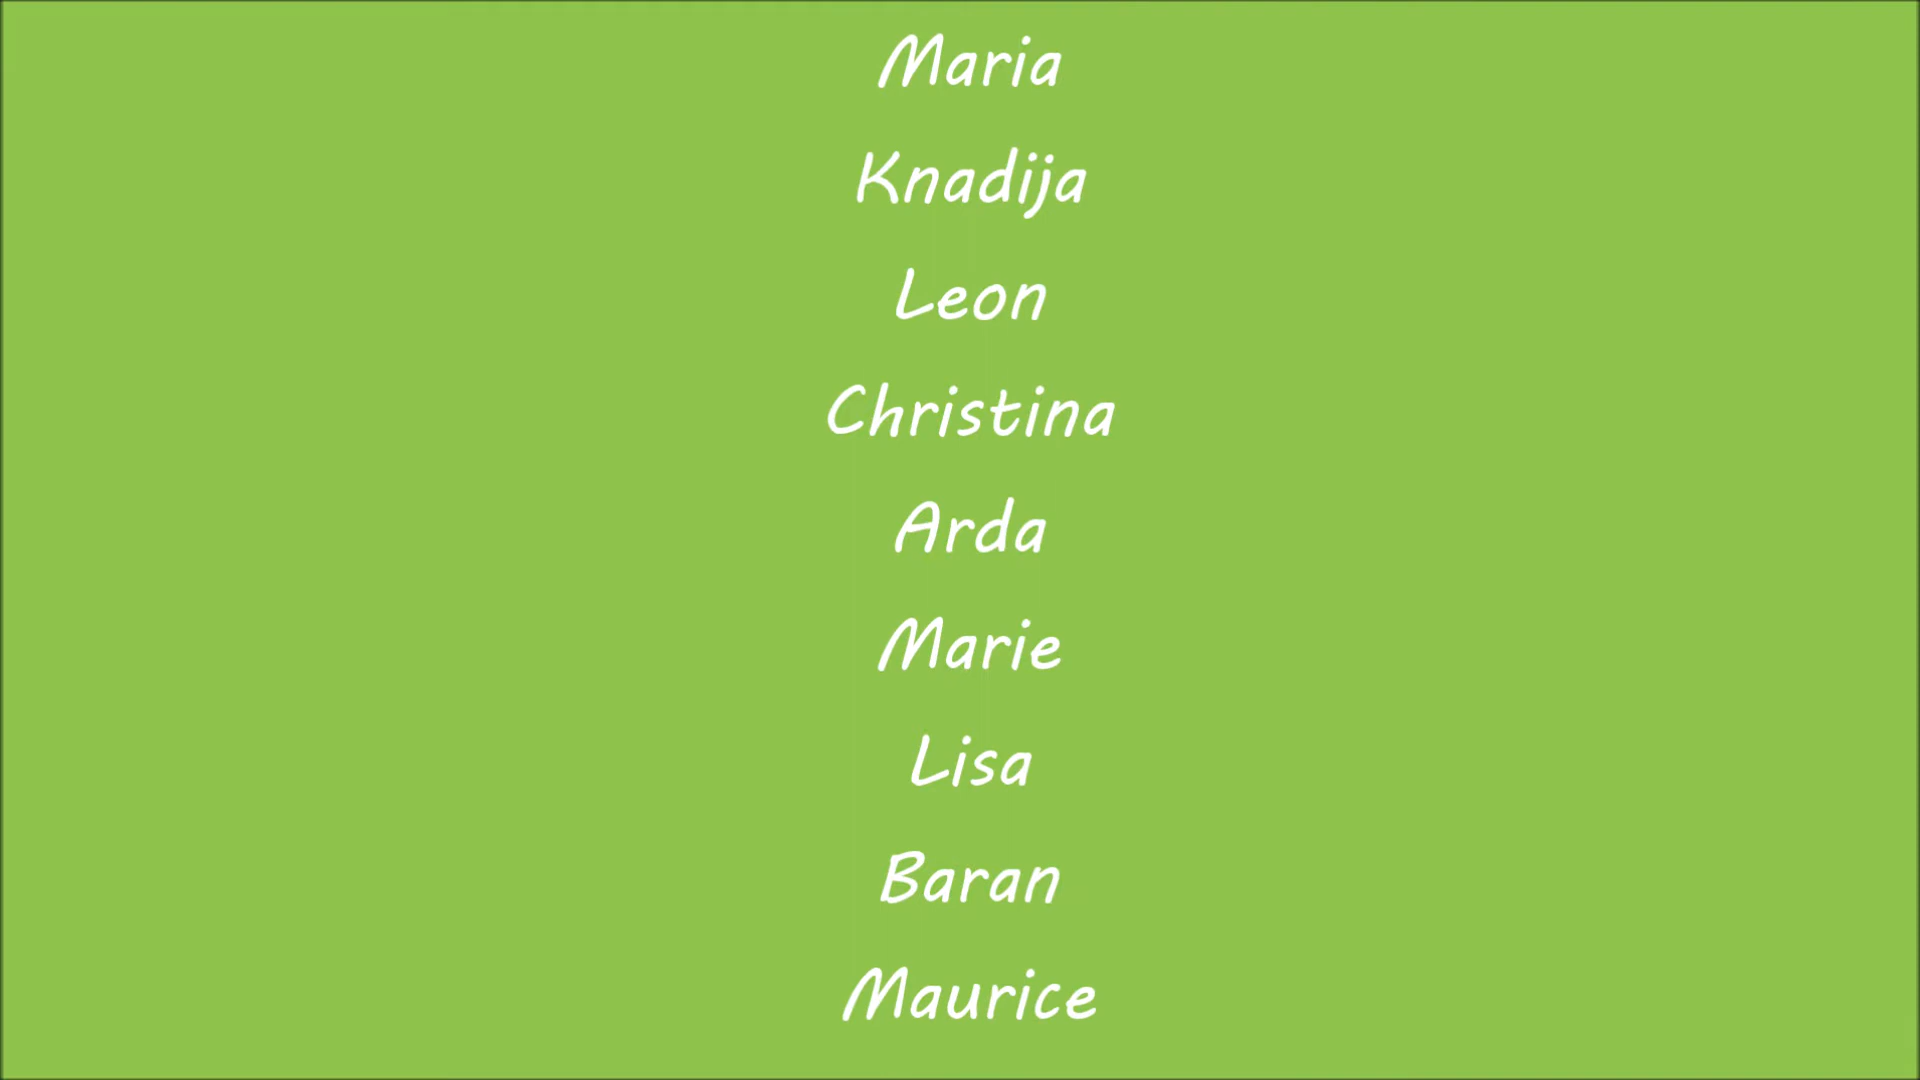 Maria
Knadija
Leon
Christina
Arda
Marie
Lisa
Baran
Maurice